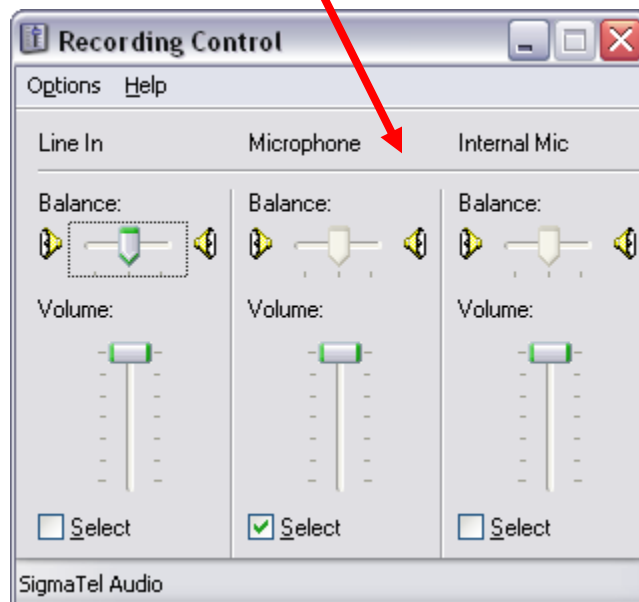 Recording Control
Options Help
Line In Microphone Internal Mic
Balance: Balance: Balance:
Volume: Volume: Volume:
Select Select Select
SigmaTel Audio